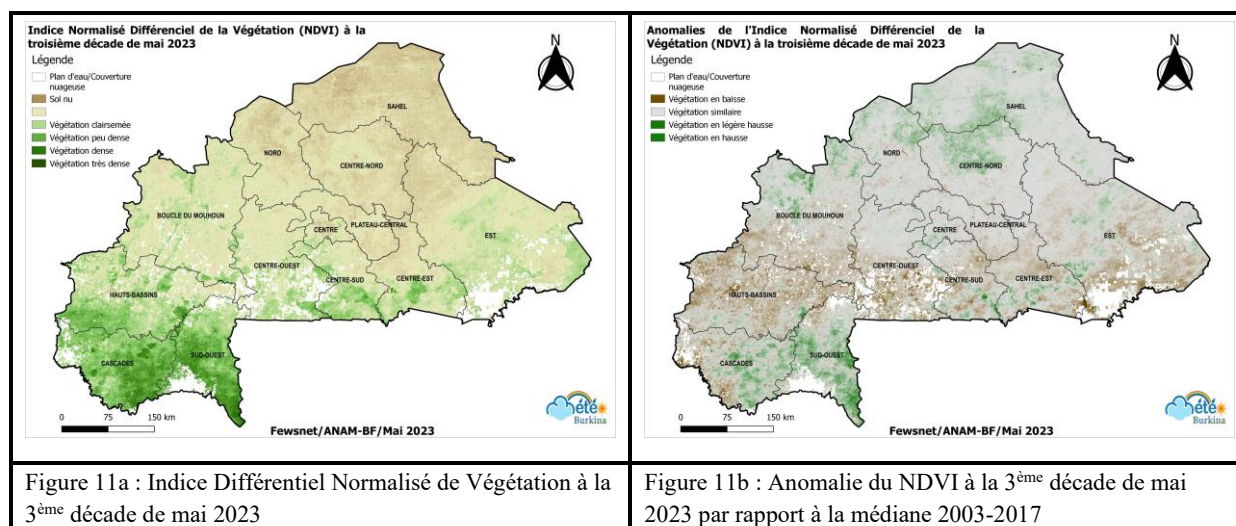 Indice Normalisé Différenciel de la Végétation (NDVI) à la
troisième décade de mai 2023
Légende
Plan d'eau/Couverture
nuageuse
Sol nu
Végétation clairsemée
Végétation peu dense
Végétation dense
Végétation très dense
N
SAHEL
NORD
CENTRE-NORD
BOUCLE DU MOUHOUN
CENTRE
PLATEAU-CENTRAL
EST
CENTRE-OUEST
CENTRE-SUD
CENTRE-EST
HAUTS-BASSINS
CASCADES
SUD-OUEST
0 75 150 km
Fewsnet/ANAM-BF/Mai 2023
Météo
Burkina
Anomalies de l'Indice Normalisé Différenciel de la
Végétation (NDVI) à la troisième décade de mai 2023
Légende
Plan d'eau/Couverture
nuageuse
Végétation en baisse
Végétation similaire
Végétation en légère hausse
Végétation en hausse
N
SAHEL
NORD
CENTRE-NORD
BOUCLE DU MOUHOUN
CENTRE
PLATEAU-CENTRAL
EST
CENTRE-OUEST
CENTRE-SUD
CENTRE-EST
HAUTS-BASSINS
CASCADES
SUD-OUEST
0 75 150 km
Fewsnet/ANAM-BF/Mai 2023
Météo
Burkina
Figure 11a : Indice Différentiel Normalisé de Végétation à la
3ème décade de mai 2023
Figure 11b : Anomalie du NDVI à la 3ème décade de mai
2023 par rapport à la médiane 2003-2017